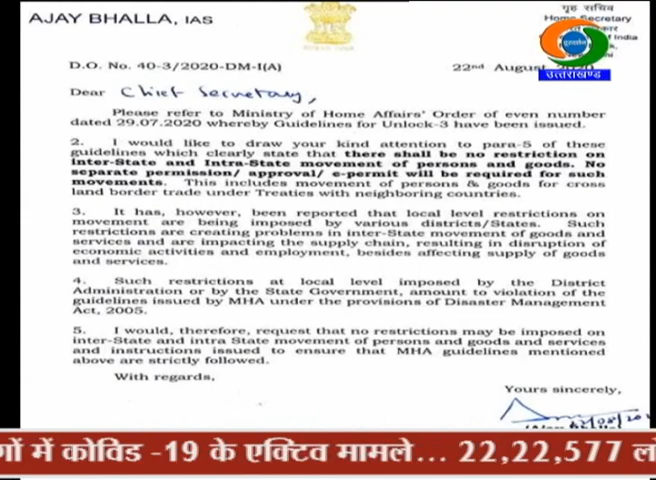 AJAY BHALLA, IAS
गृह सचिव
Home Secretary
of India
उत्तराखण्ड
D.O. No. 40-3/2020-DM-I(A)
22nd August, 2020
Dear Chief Secretary,
Please refer to Ministry of Home Affairs' Order of even number
dated 29.07.2020 whereby Guidelines for Unlock-3 have been issued.
2. I would like to draw your kind attention to para-5 of these
guidelines which clearly state that there shall be no restriction on
inter-State and Intra-State movement of persons and goods. No
separate permission/ approval/ e-permit will be required for such
movements. This includes movement of persons & goods for cross
land border trade under Treaties with neighboring countries.
3. It has, however, been reported that local level restrictions on
movement are being imposed by various districts/States. Such
restrictions are creating problems in inter-State movement of goods and
services and are impacting the supply chain, resulting in disruption of
economic activities and employment, besides affecting supply of goods
and services.
4. Such restrictions at local level imposed by the District
Administration or by the State Government, amount to violation of the
guidelines issued by MHA under the provisions of Disaster Management
Act, 2005.
5. I would, therefore, request that no restrictions may be imposed on
inter-State and intra State movement of persons and goods and services
and instructions issued to ensure that MHA guidelines mentioned
above are strictly followed.
With regards,
Yours sincerely,
गों में कोविड -19 के एक्टिव मामले... 22,22,577 लो